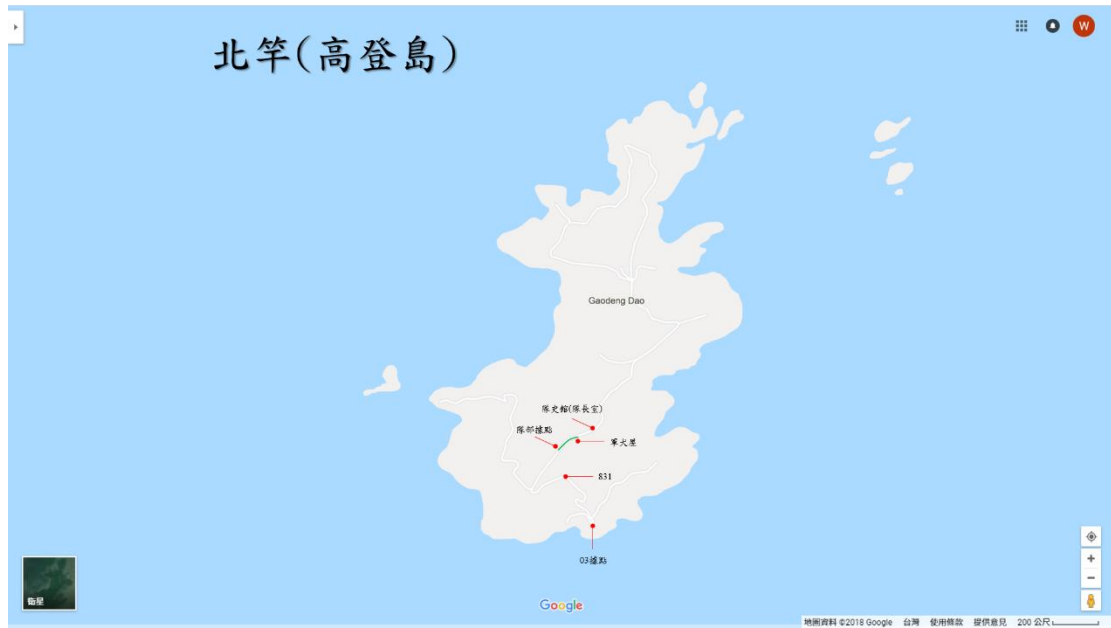 北竿(高登島)
W
Gaodeng Dao
隊史館(隊長室)
隊部據點
軍犬屋
831
03據點
衛星
Google
地圖資料 ©2018 Google 台灣 使用條款 提供意見 200 公尺